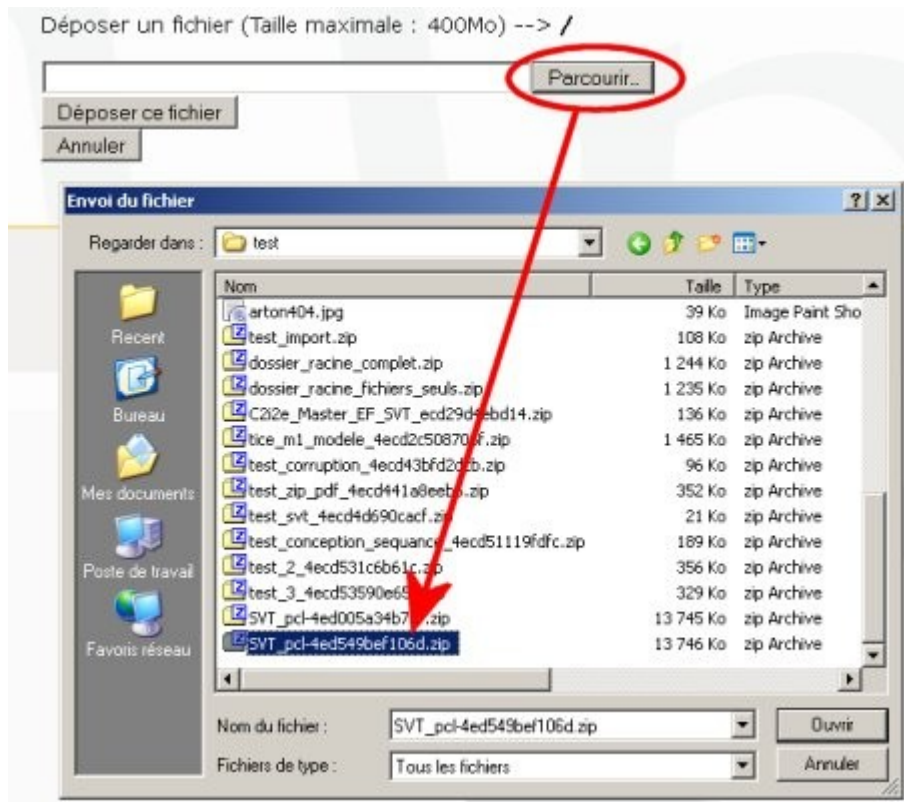 Déposer un fichier (Taille maximale : 400Mo) --> /
Parcourir..
Déposer ce fichier
Annuler
Envoi du fichier
Regarder dans : test
Nom Taille Type
arton404.jpg 39 Ko Image Paint Sho
test_import.zip 108 Ko zip Archive
dossier_racine_complet.zip 1 244 Ko zip Archive
dossier_racine_fichiers_seuls.zip 1 235 Ko zip Archive
136 Ko zip Archive
1 465 Ko zip Archive
96 Ko zip Archive
352 Ko zip Archive
21 Ko zip Archive
test_conception_sequance_4ecd51119fdfc.zip 189 Ko zip Archive
356 Ko zip Archive
329 Ko zip Archive
13 745 Ko zip Archive
SVT_pcl-4ed549bef106d.zip 13 746 Ko zip Archive
Recent
Bureau
Mes documents
Poste de travail
Favoris réseau
Nom du fichier : SVT_pcl-4ed549bef106d.zip Ouvrir
Fichiers de type : Tous les fichiers Annuler